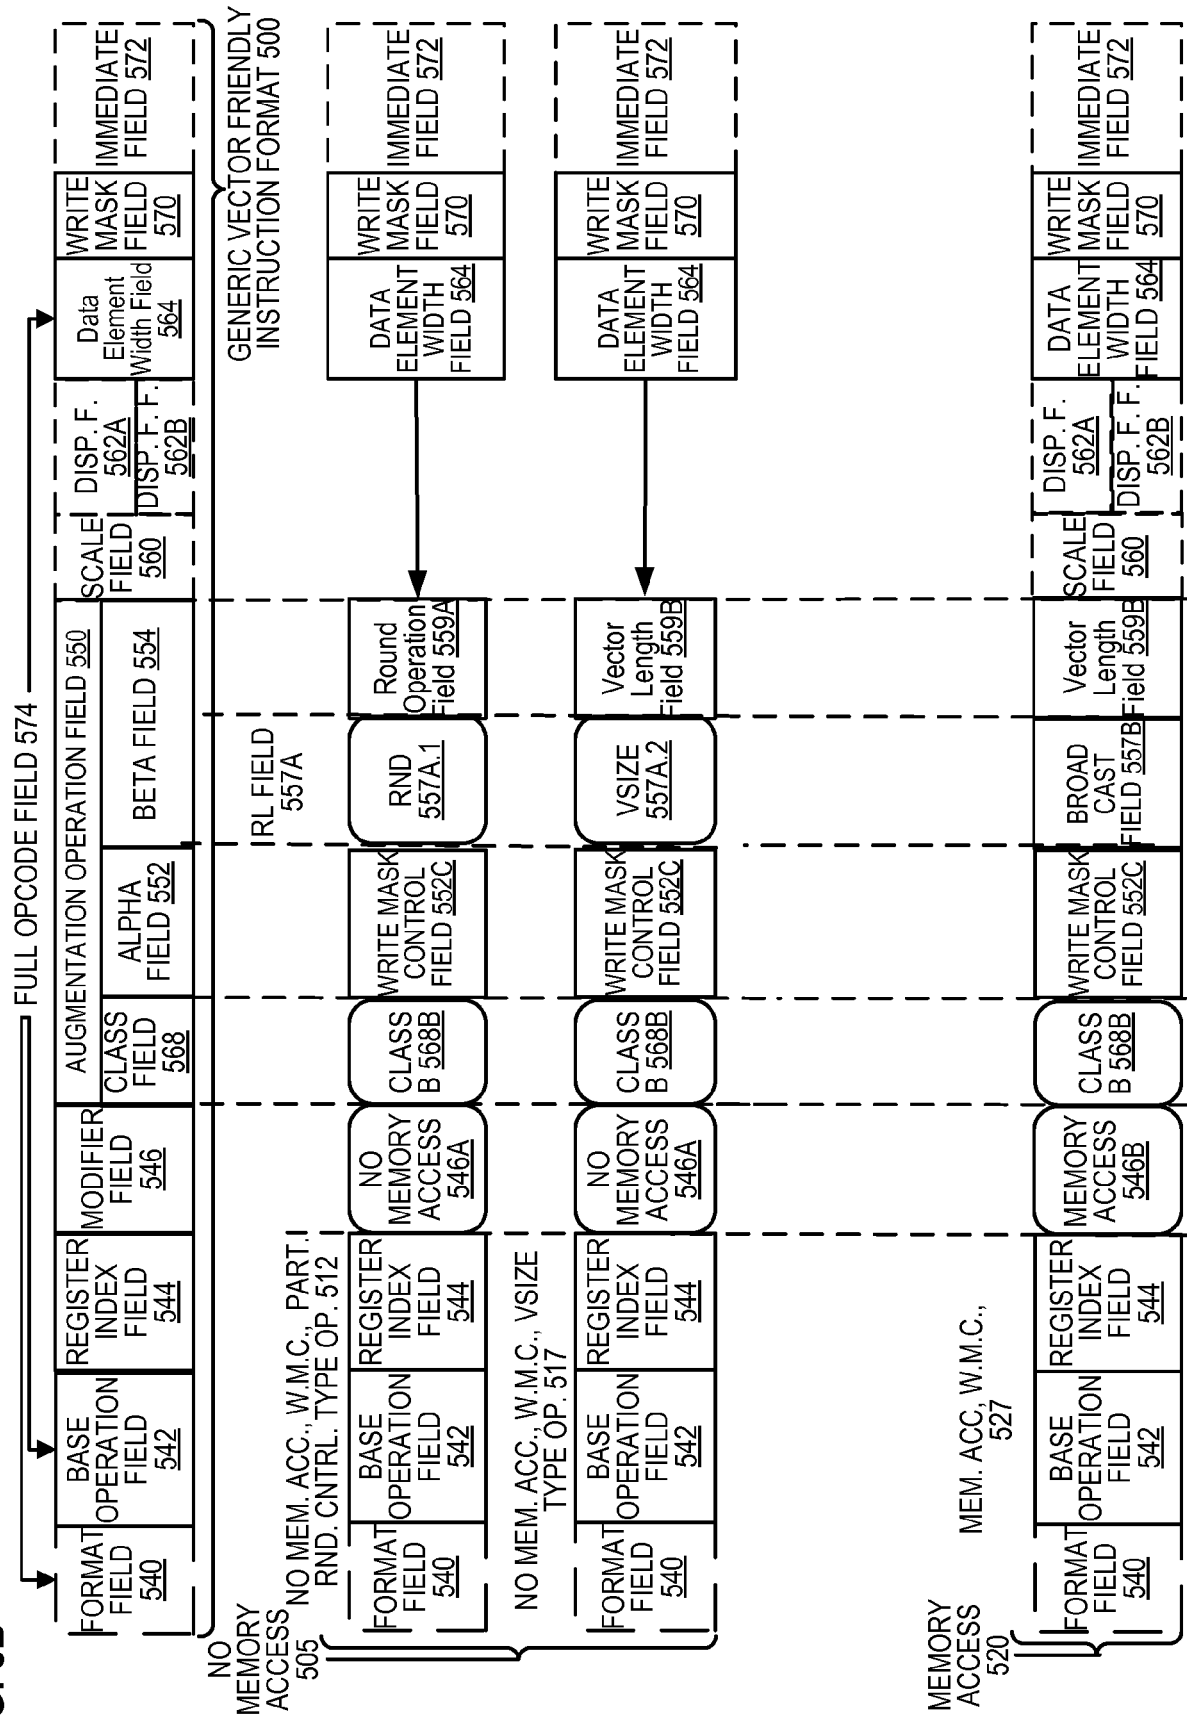 FULL OPCODE FIELD 574
FORMAT
FIELD
540
BASE
OPERATION
FIELD
542
REGISTER
INDEX
FIELD
544
MODIFIER
FIELD
546
AUGMENTATION OPERATION FIELD 550
CLASS
FIELD
568
ALPHA
FIELD 552
BETA FIELD 554
SCALE
FIELD
560
DISP. F.
562A
DISP. F. F.
562B
Data
Element
Width Field
564
WRITE
MASK
FIELD
570
IMMEDIATE
FIELD 572
GENERIC VECTOR FRIENDLY
INSTRUCTION FORMAT 500
NO
MEMORY
ACCESS
505
RL FIELD
557A
NO MEM. ACC., W.M.C., PART.
RND. CNTRL. TYPE OP. 512
FORMAT
FIELD
540
BASE
OPERATION
FIELD
542
REGISTER
INDEX
FIELD
544
NO
MEMORY
ACCESS
546A
CLASS
B 568B
WRITE MASK
CONTROL
FIELD 552C
RND
557A.1
Round
Operation
Field 559A
DATA
ELEMENT
WIDTH
FIELD 564
WRITE
MASK
FIELD
570
IMMEDIATE
FIELD 572
NO MEM. ACC., W.M.C., VSIZE
TYPE OP. 517
FORMAT
FIELD
540
BASE
OPERATION
FIELD
542
REGISTER
INDEX
FIELD
544
NO
MEMORY
ACCESS
546A
CLASS
B 568B
WRITE MASK
CONTROL
FIELD 552C
VSIZE
557A.2
Vector
Length
Field 559B
DATA
ELEMENT
WIDTH
FIELD 564
WRITE
MASK
FIELD
570
IMMEDIATE
FIELD 572
MEMORY
ACCESS
520
MEM. ACC, W.M.C.,
527
FORMAT
FIELD
540
BASE
OPERATION
FIELD
542
REGISTER
INDEX
FIELD
544
MEMORY
ACCESS
546B
CLASS
B 568B
WRITE MASK
CONTROL
FIELD 552C
BROAD
CAST
FIELD 557B
Vector
Length
Field 559B
SCALE
FIELD
560
DISP. F.
562A
DISP. F. F.
562B
DATA
ELEMENT
WIDTH
FIELD 564
WRITE
MASK
FIELD
570
IMMEDIATE
FIELD 572